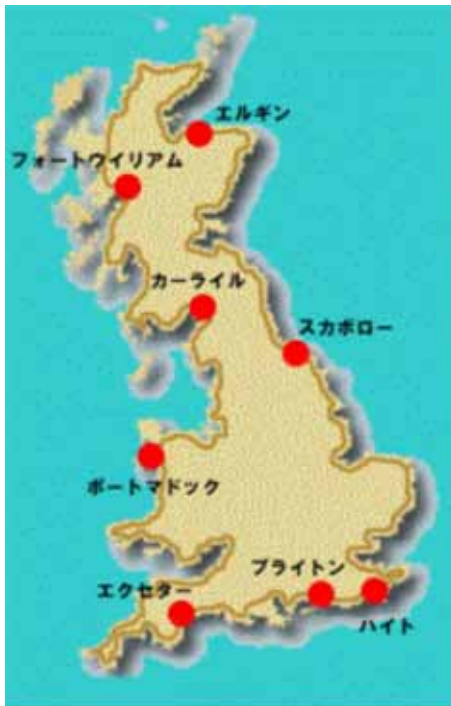 エルギン
フォートウイリアム
カーライル
スカボロー
ポートマドック
ブライトン
エクセター
ハイト